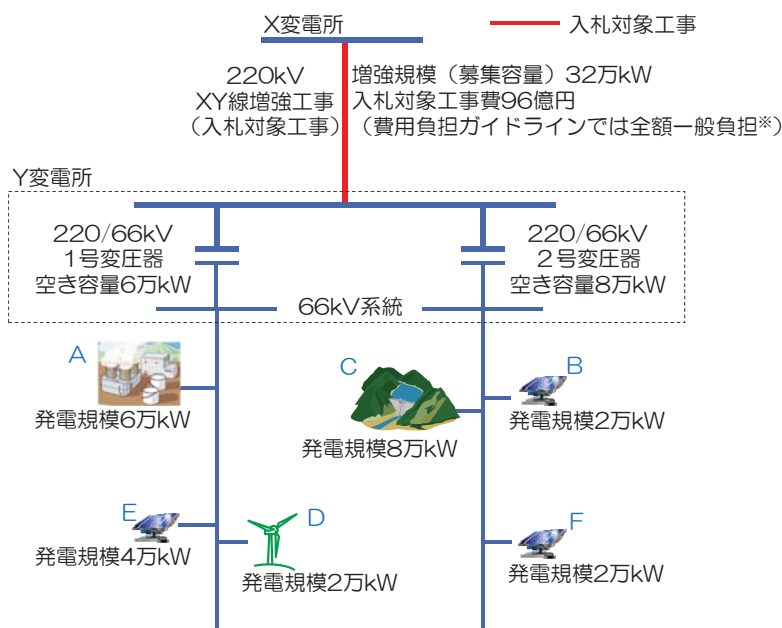 X変電所
入札対象工事
220kV
XY線増強工事
(入札対象工事)
増強規模(募集容量)32万kW
入札対象工事費96億円
(費用負担ガイドラインでは全額一般負担※)
Y変電所
220/66kV
1号変圧器
空き容量6万kW
220/66kV
2号変圧器
空き容量8万kW
66kV系統
A
発電規模6万kW
C
発電規模8万kW
B
発電規模2万kW
E
発電規模4万kW
D
発電規模2万kW
F
発電規模2万kW